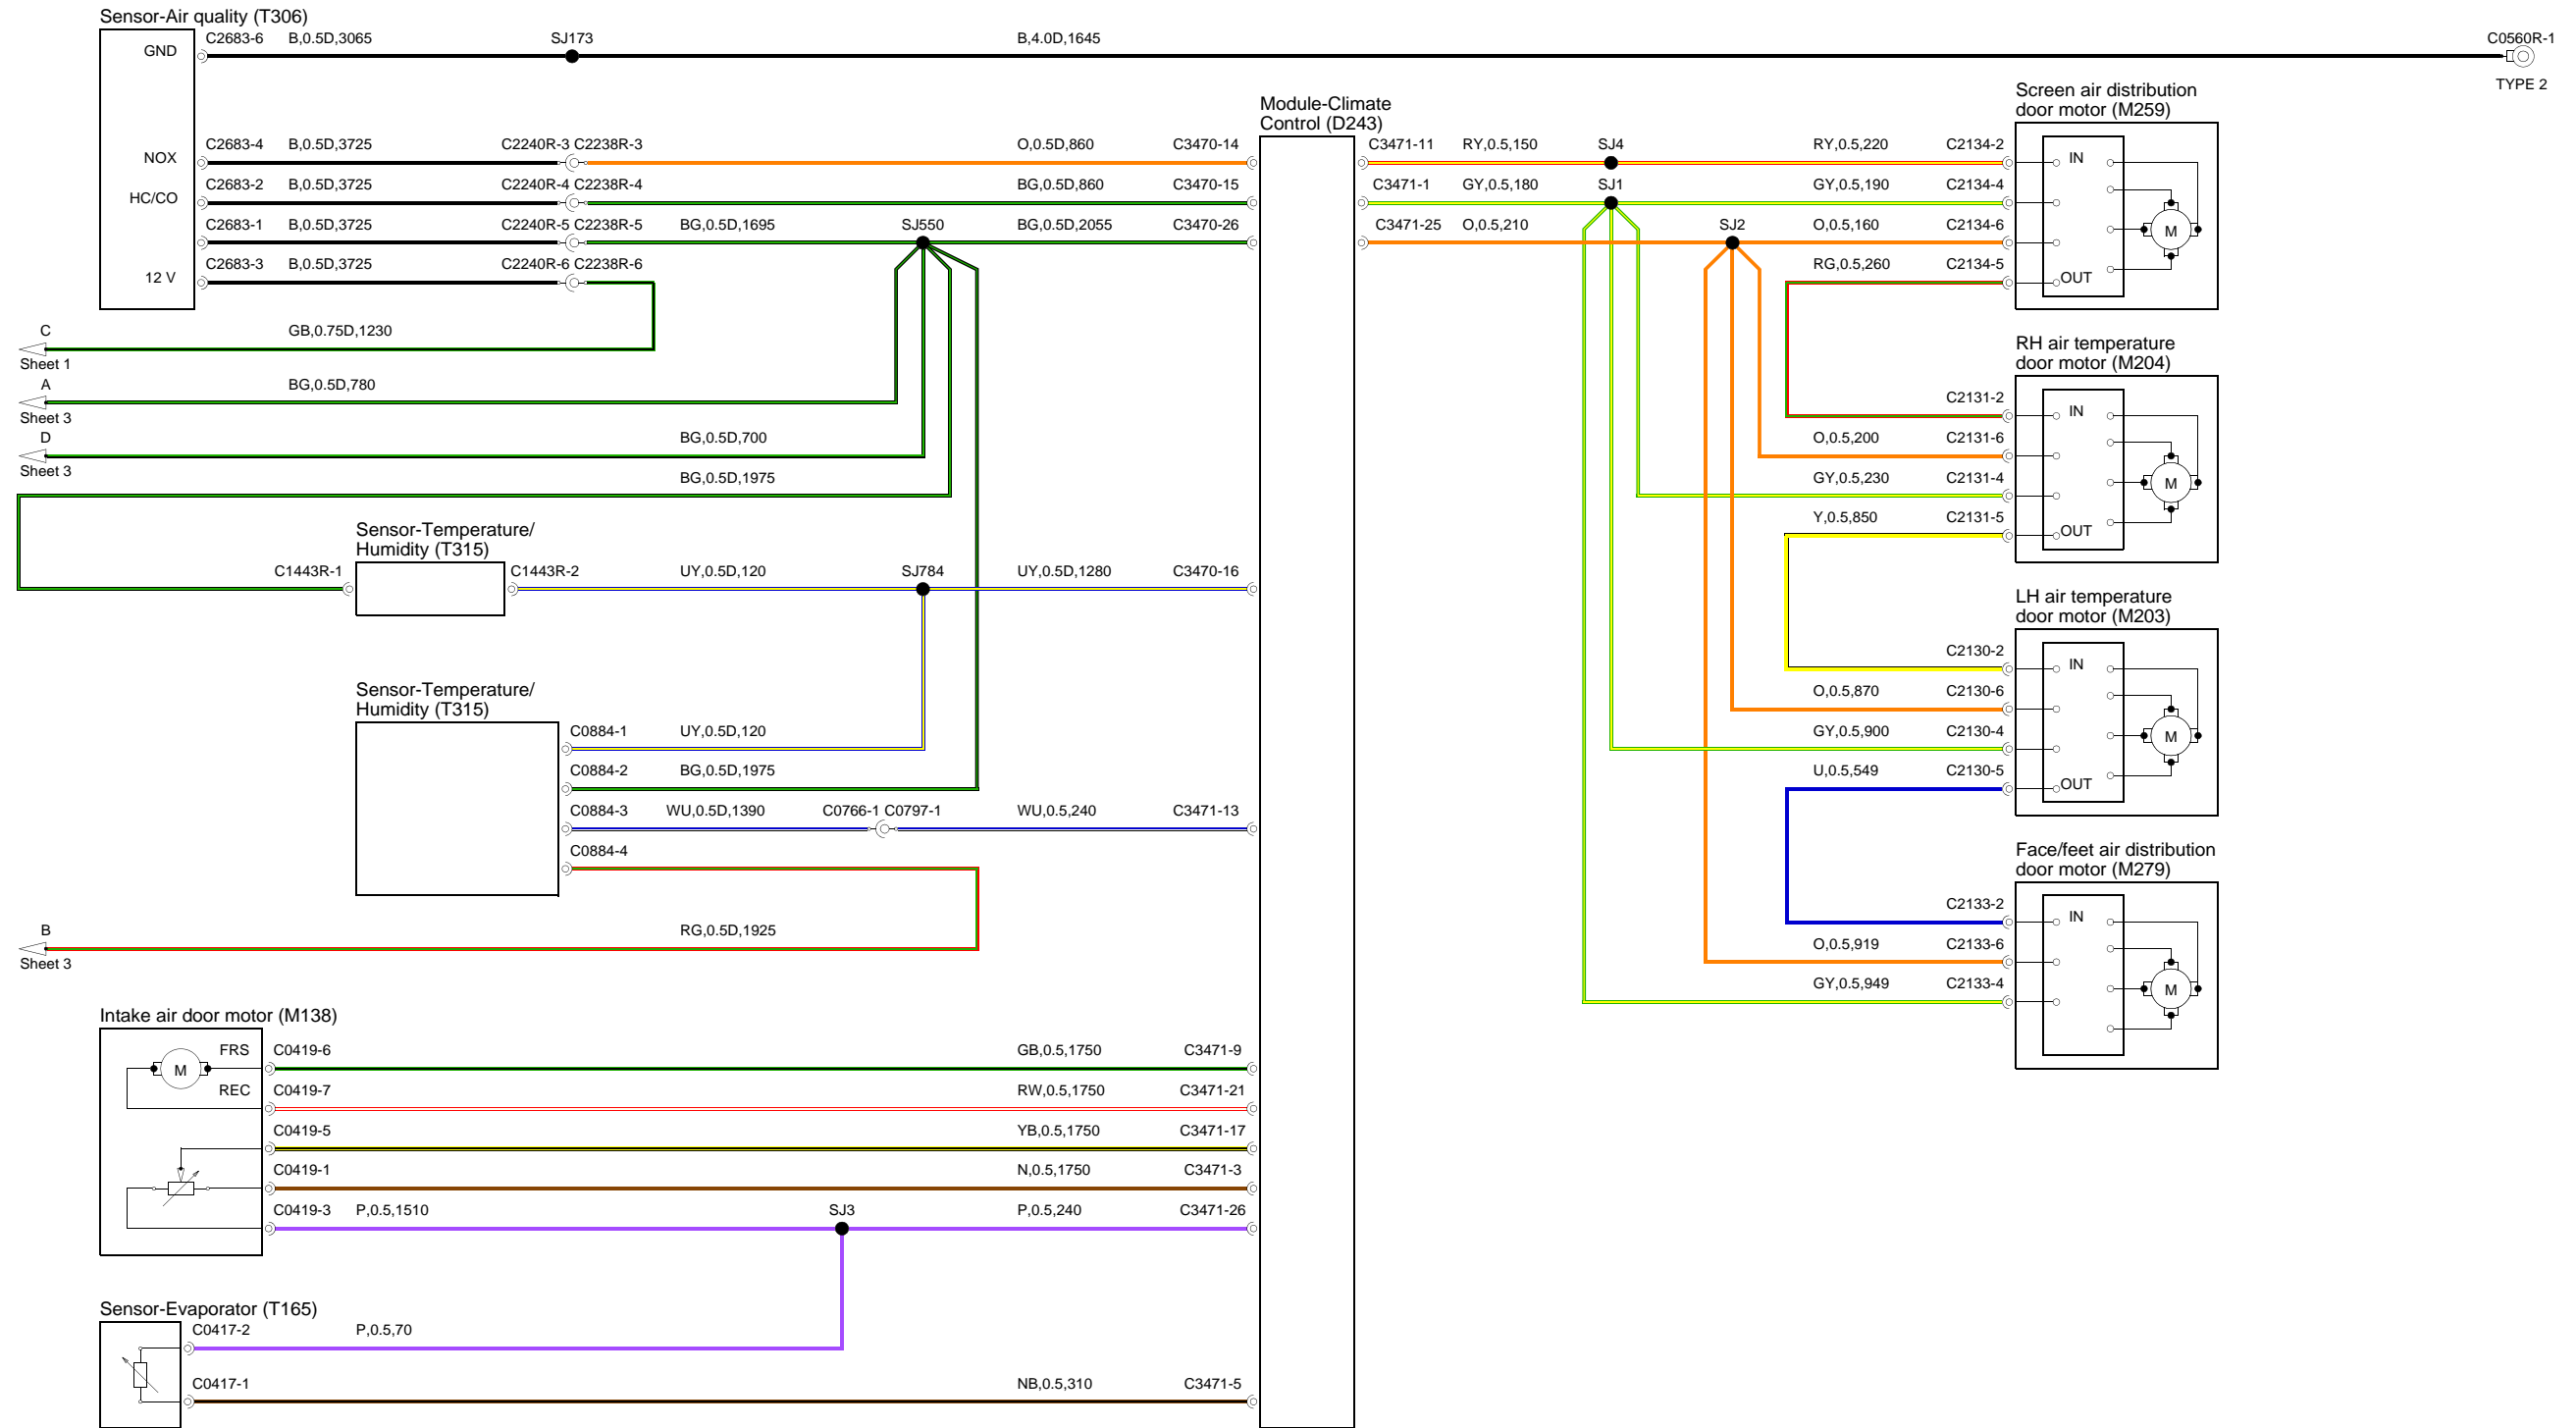 Sensor-Air quality (T306)
GND C2683-6 B,0.5D,3065 SJ173 B,4.0D,1645 C0560R-1
TYPE 2
NOX C2683-4 B,0.5D,3725 C2240R-3 C2238R-3 O,0.5D,860 C3470-14
HC/CO C2683-2 B,0.5D,3725 C2240R-4 C2238R-4 BG,0.5D,860 C3470-15
C2683-1 B,0.5D,3725 C2240R-5 C2238R-5 BG,0.5D,1695 SJ550 BG,0.5D,2055 C3470-26
12 V C2683-3 B,0.5D,3725 C2240R-6 C2238R-6
C GB,0.75D,1230
Sheet 1
A BG,0.5D,780
Sheet 3
D BG,0.5D,700
Sheet 3
BG,0.5D,1975
Sensor-Temperature/
Humidity (T315)
C1443R-1 C1443R-2 UY,0.5D,120 SJ784 UY,0.5D,1280 C3470-16
Sensor-Temperature/
Humidity (T315)
C0884-1 UY,0.5D,120
C0884-2 BG,0.5D,1975
C0884-3 WU,0.5D,1390 C0766-1 C0797-1 WU,0.5,240 C3471-13
C0884-4
B RG,0.5D,1925
Sheet 3
Intake air door motor (M138)
M FRS C0419-6 GB,0.5,1750 C3471-9
REC C0419-7 RW,0.5,1750 C3471-21
C0419-5 YB,0.5,1750 C3471-17
C0419-1 N,0.5,1750 C3471-3
C0419-3 P,0.5,1510 SJ3 P,0.5,240 C3471-26
Sensor-Evaporator (T165)
C0417-2 P,0.5,70
C0417-1 NB,0.5,310 C3471-5
Module-Climate
Control (D243)
C3471-11 RY,0.5,150 SJ4 RY,0.5,220 C2134-2
C3471-1 GY,0.5,180 SJ1 GY,0.5,190 C2134-4
C3471-25 O,0.5,210 SJ2 O,0.5,160 C2134-6
RG,0.5,260 C2134-5
Screen air distribution
door motor (M259)
IN
M
OUT
RH air temperature
door motor (M204)
C2131-2 IN
O,0.5,200 C2131-6
GY,0.5,230 C2131-4 M
Y,0.5,850 C2131-5 OUT
LH air temperature
door motor (M203)
C2130-2 IN
O,0.5,870 C2130-6
GY,0.5,900 C2130-4 M
U,0.5,549 C2130-5 OUT
Face/feet air distribution
door motor (M279)
C2133-2 IN
O,0.5,919 C2133-6
GY,0.5,949 C2133-4 M